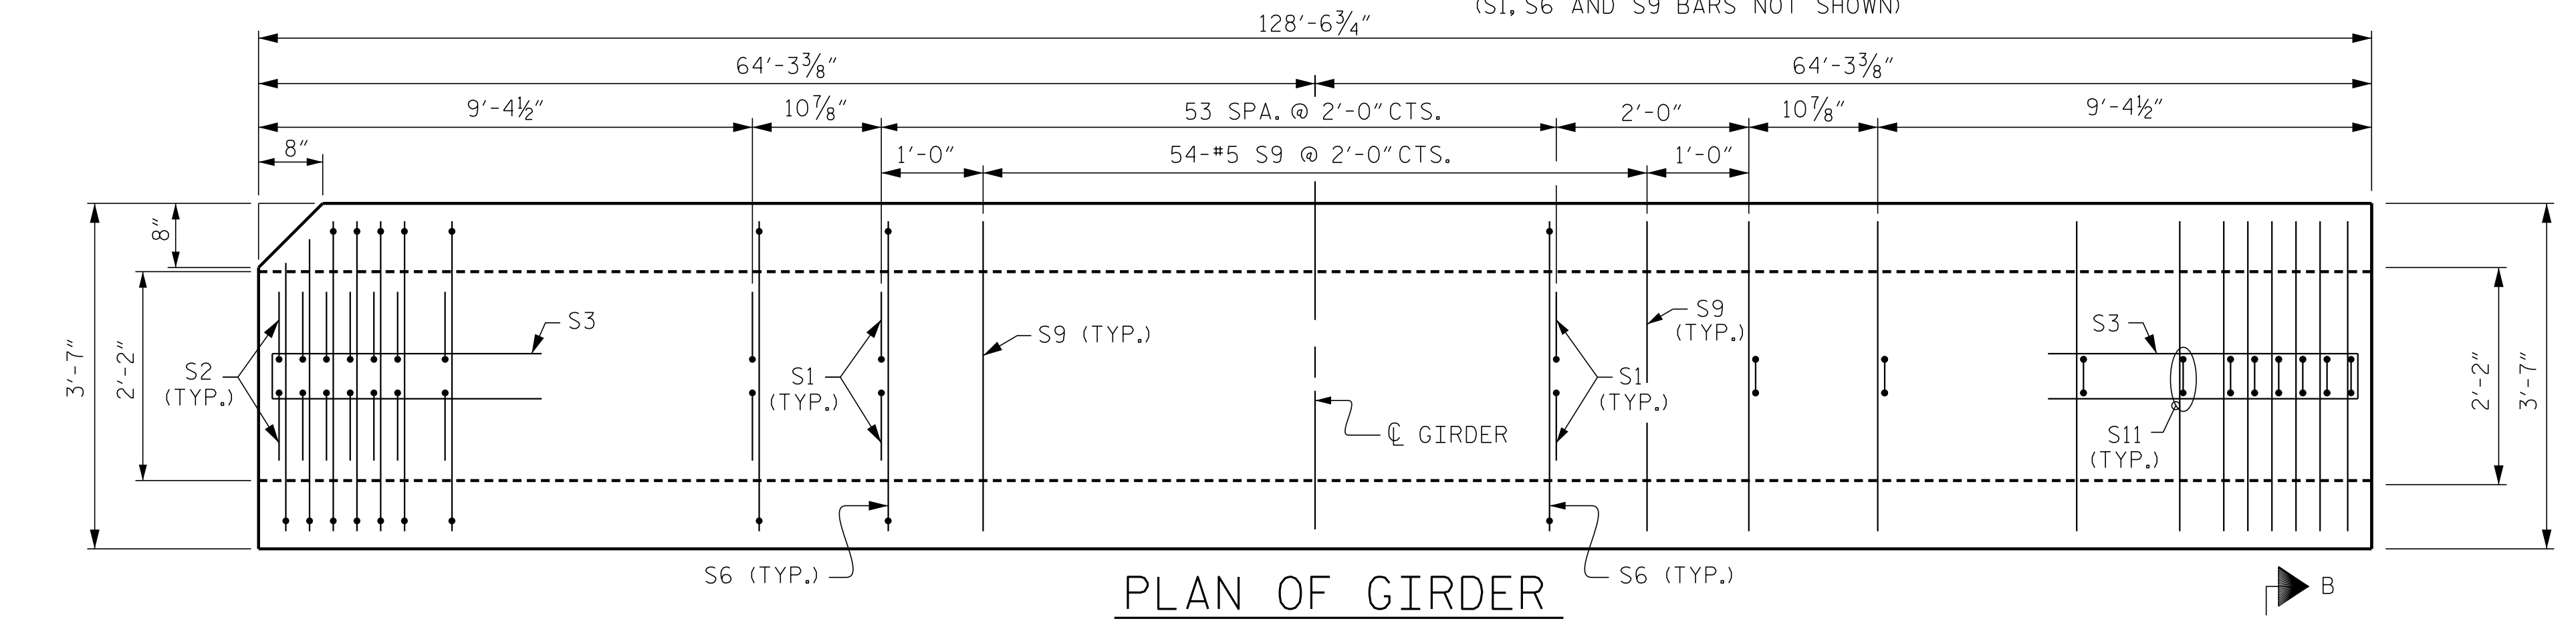 (S1, S6 AND S9 BARS NOT SHOWN)
128'-6¾"
64'-3⅜" 64'-3⅜"
9'-4½" 10⅞" 53 SPA. @ 2'-0" CTS. 2'-0" 10⅞" 9'-4½"
8" 1'-0" 54-#5 S9 @ 2'-0" CTS. 1'-0"
8"
3'-7"
2'-2"
S2
(TYP.)
S3
S1
(TYP.)
S9 (TYP.)
℄ GIRDER
S1
(TYP.)
S9
(TYP.)
S3
S11
(TYP.)
2'-2"
3'-7"
S6 (TYP.)
S6 (TYP.)
PLAN OF GIRDER
B